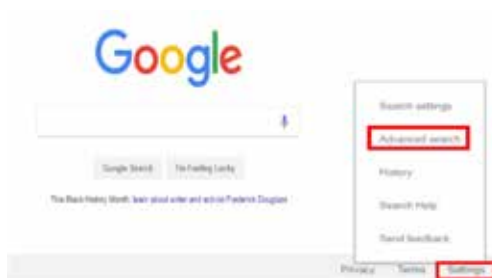 Google
Google Search
I'm Feeling Lucky
This Black History Month, learn about writer and activist Frederick Douglass
Search settings
Advanced search
History
Search Help
Send feedback
Privacy
Terms
Settings